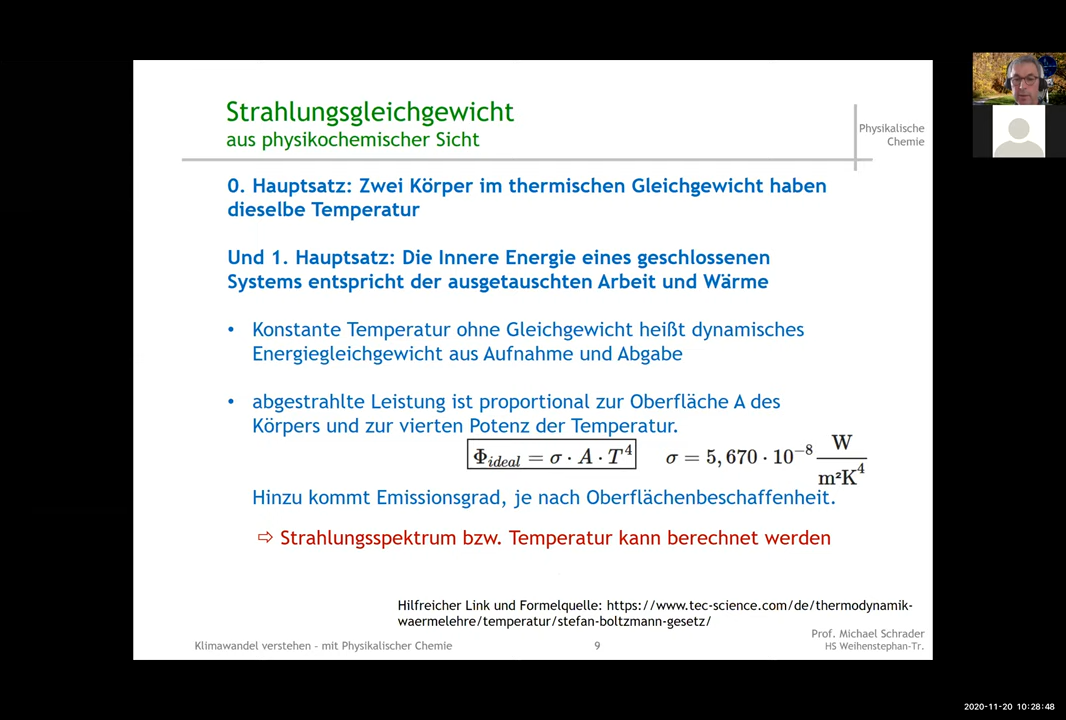 Strahlungsgleichgewicht
aus physikochemischer Sicht
Physikalische
Chemie
0. Hauptsatz: Zwei Körper im thermischen Gleichgewicht haben
dieselbe Temperatur
Und 1. Hauptsatz: Die Innere Energie eines geschlossenen
Systems entspricht der ausgetauschten Arbeit und Wärme
• Konstante Temperatur ohne Gleichgewicht heißt dynamisches
Energiegleichgewicht aus Aufnahme und Abgabe
• abgestrahlte Leistung ist proportional zur Oberfläche A des
Körpers und zur vierten Potenz der Temperatur.
Φ_ideal = σ · A · T⁴ σ = 5,670 · 10⁻⁸ W/m²K⁴
Hinzu kommt Emissionsgrad, je nach Oberflächenbeschaffenheit.
⇨ Strahlungsspektrum bzw. Temperatur kann berechnet werden
Hilfreicher Link und Formelquelle: https://www.tec-science.com/de/thermodynamik-
waermelehre/temperatur/stefan-boltzmann-gesetz/
Klimawandel verstehen - mit Physikalischer Chemie
9
Prof. Michael Schrader
HS Weihenstephan-Tr.
2020-11-20 10:28:48